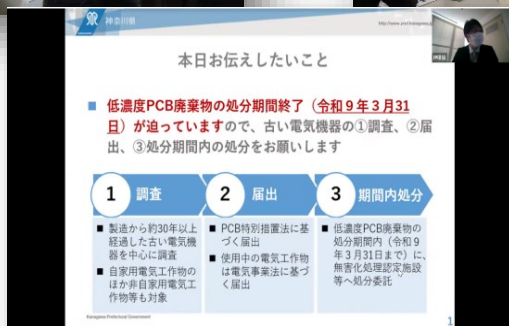 神奈川県
本日お伝えしたいこと
■ 低濃度PCB廃棄物の処分期間終了（令和９年３月31
日）が迫っていますので、古い電気機器の①調査、②届
出、③処分期間内の処分をお願いします
1 調査
■ 製造から約30年以上
経過した古い電気機
器を中心に調査
■ 自家用電気工作物の
ほか非自家用電気工
作物等も対象
2 届出
■ PCB特別措置法に基
づく届出
■ 使用中の電気工作物
は電気事業法に基づ
く届出
3 期間内処分
■ 低濃度PCB廃棄物の
処分期間内（令和９
年３月31日まで）に、
無害化処理認定施設
等へ処分委託
Kanagawa Prefectural Government
1